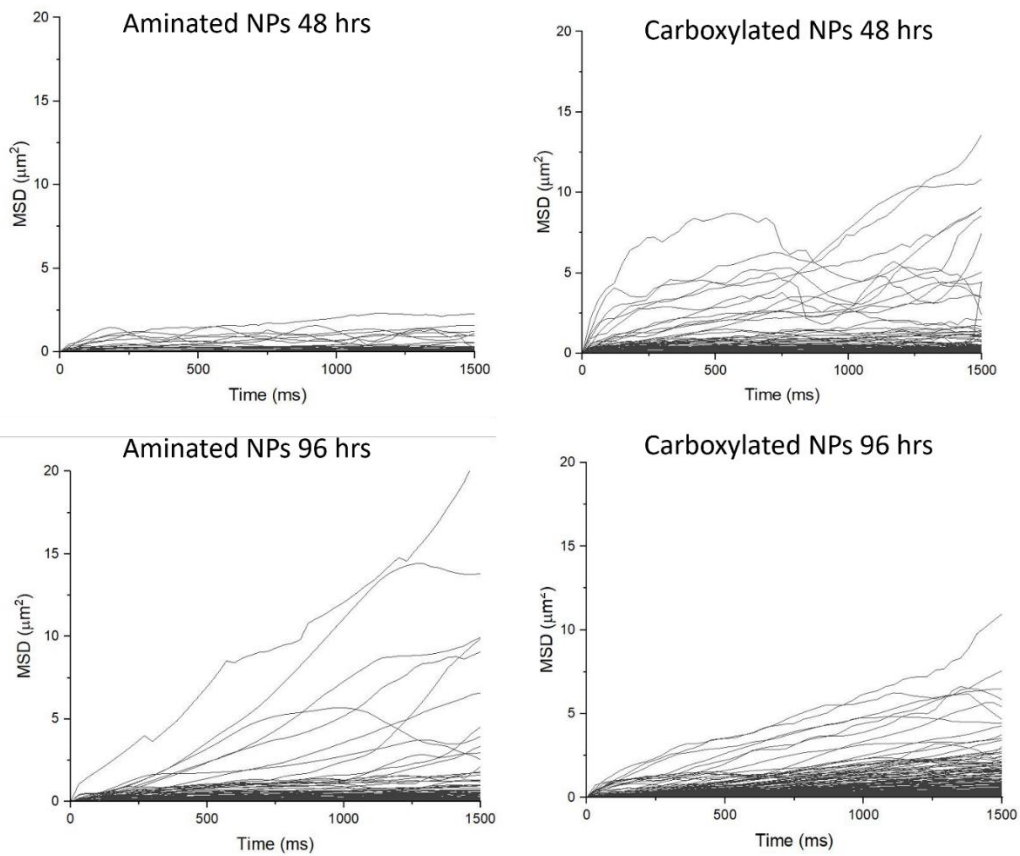 Aminated NPs 48 hrs
20
15
10
5
0
MSD (μm²)
0 500 1000 1500
Time (ms)
Carboxylated NPs 48 hrs
20
15
10
5
0
MSD (μm²)
0 500 1000 1500
Time (ms)
Aminated NPs 96 hrs
20
15
10
5
0
MSD (μm²)
0 500 1000 1500
Time (ms)
Carboxylated NPs 96 hrs
20
15
10
5
0
MSD (μm²)
0 500 1000 1500
Time (ms)